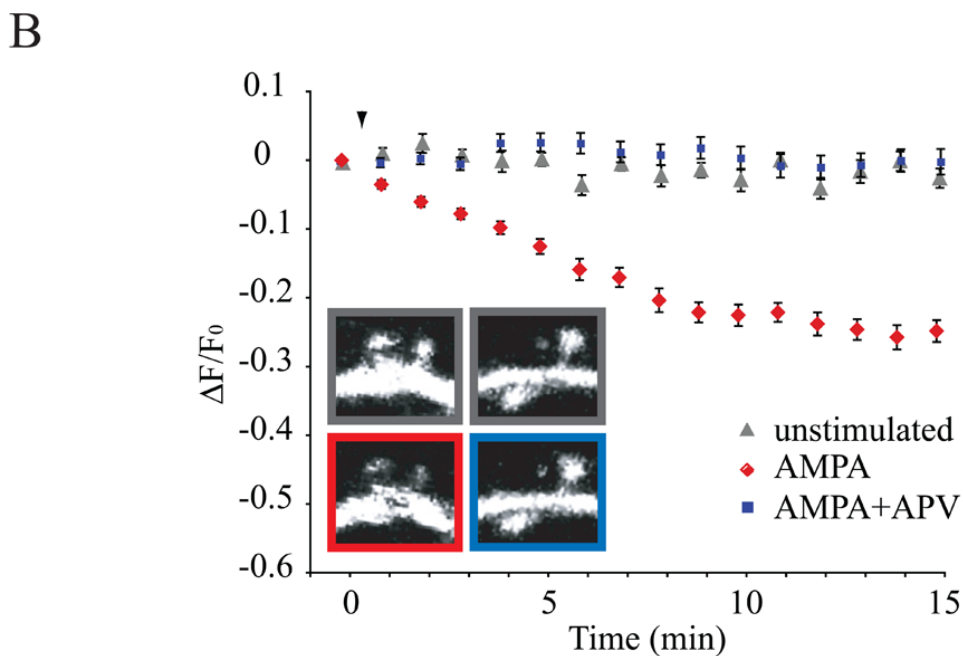 B
0.1
0
-0.1
-0.2
-0.3
-0.4
-0.5
-0.6
ΔF/F₀
0
5
10
15
Time (min)
unstimulated
AMPA
AMPA+APV